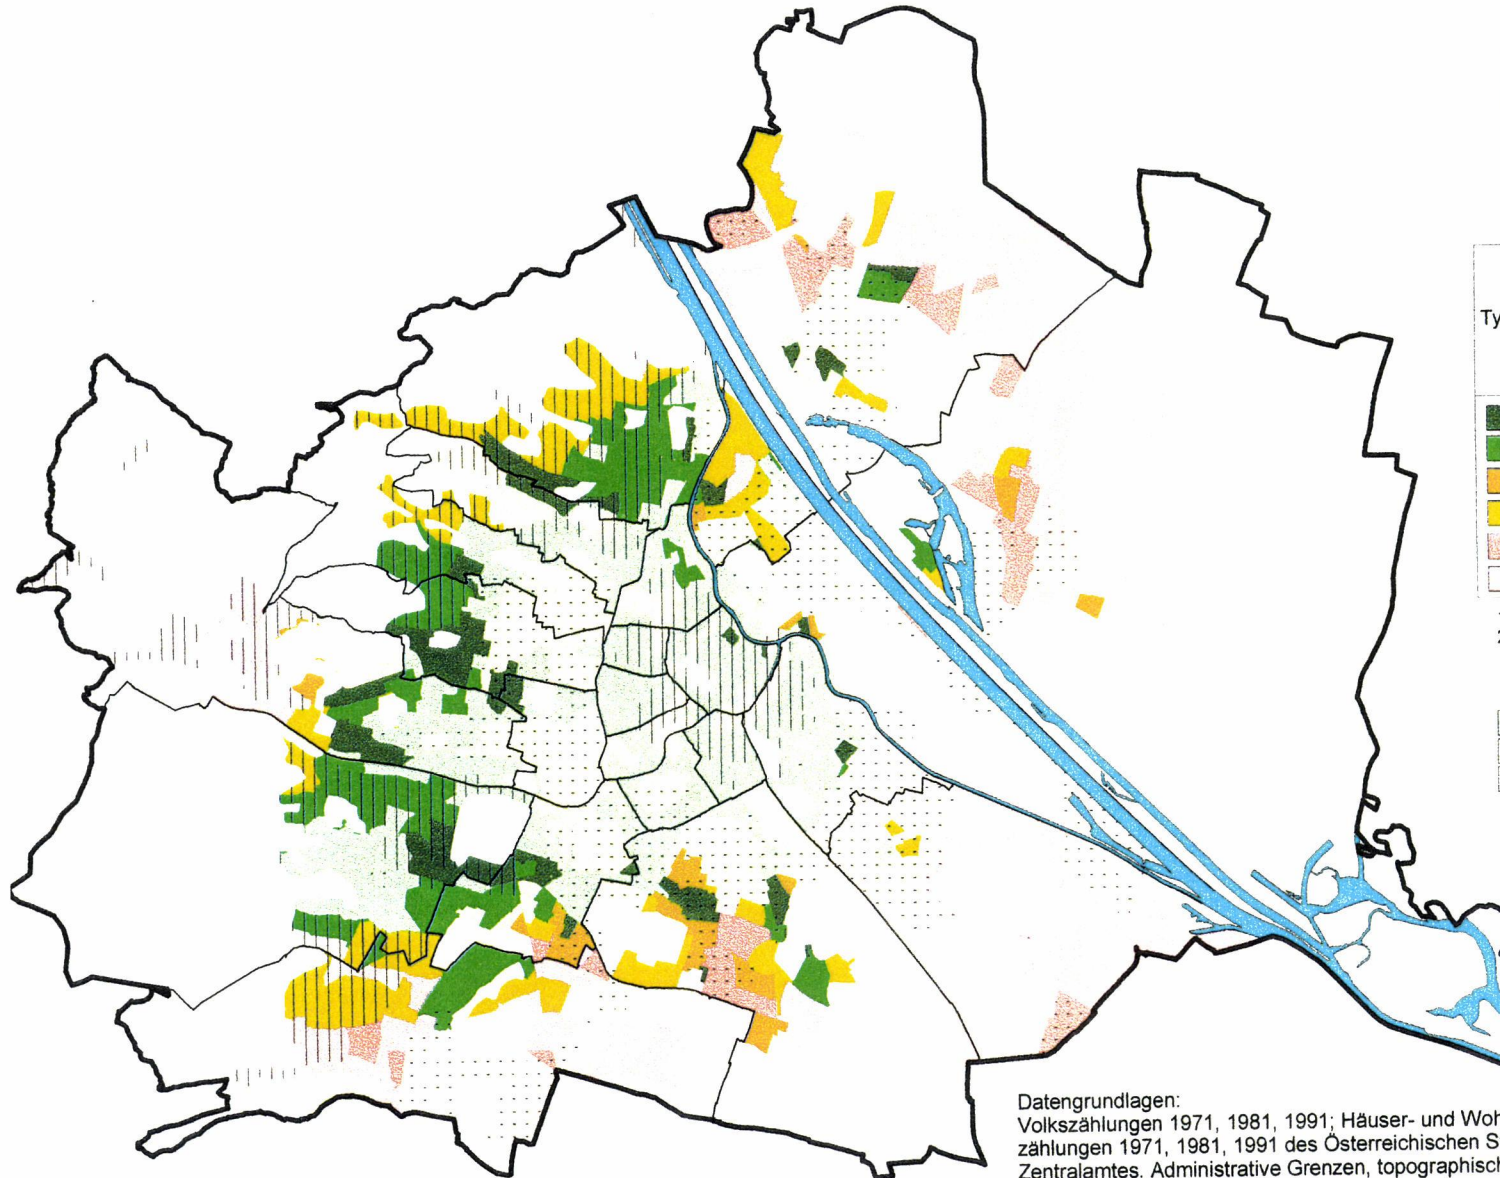 Ty
Datengrundlagen:
Volkszählungen 1971, 1981, 1991; Häuser- und Woh
zählungen 1971, 1981, 1991 des Österreichischen S
Zentralamtes. Administrative Grenzen, topographisch